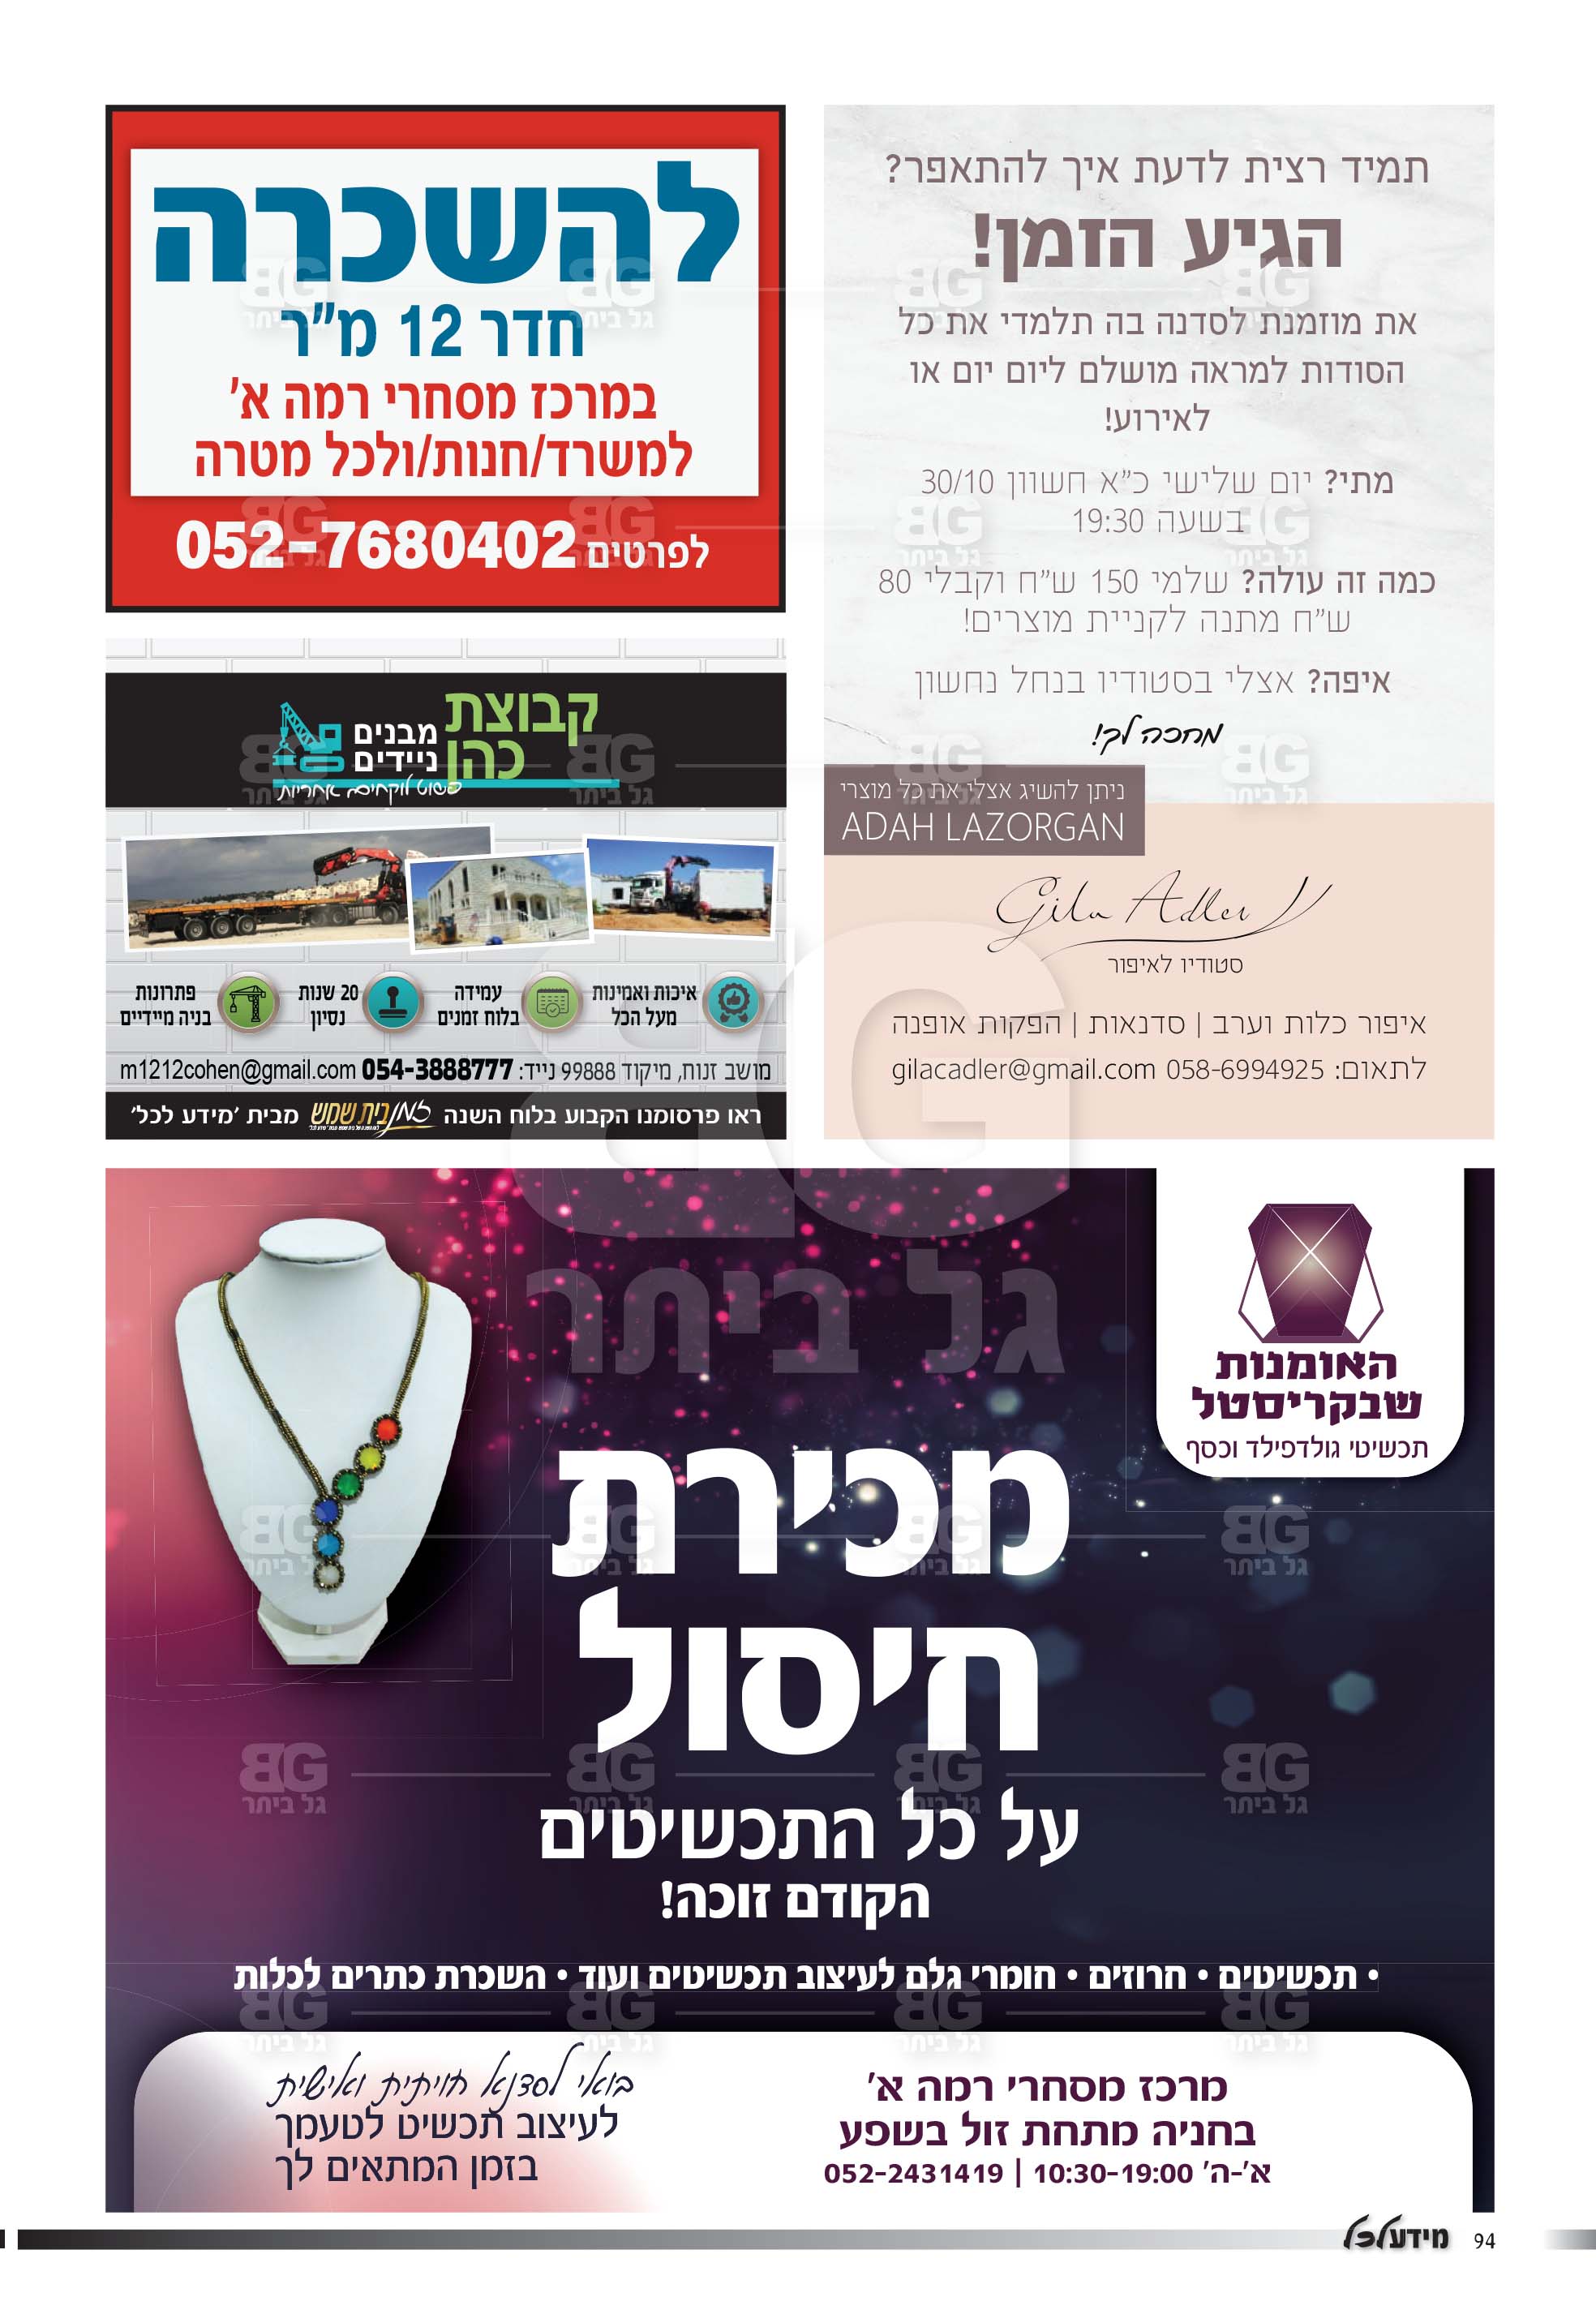 תמיד רצית לדעת איך להתאפר?
הגיע הזמן!
את מוזמנת לסדנה בה תלמדי את כל
הסודות למראה מושלם ליום יום או
לאירוע!
מתי? יום שלישי כ"א חשוון 30/10
בשעה 19:30
כמה זה עולה? שלמי 150 ש"ח וקבלי 80
ש"ח מתנה לקניית מוצרים!
איפה? אצלי בסטודיו בנחל נחשון
מחכה לך!
ניתן להשיג אצלי את כל מוצרי
ADAH LAZORGAN
Gila Adler
סטודיו לאיפור
איפור כלות וערב | סדנאות | הפקות אופנה
לתאום: 058-6994925 gilacadler@gmail.com
להשכרה
חדר 12 מ"ר
במרכז מסחרי רמה א'
למשרד/חנות/ולכל מטרה
לפרטים 052-7680402
קבוצת
כהן
מבנים
ניידים
פשוט לוקחים אחריות
איכות ואמינות
מעל הכל
עמידה
בלוח זמנים
20 שנות
נסיון
פתרונות
בניה מיידיים
מושב זנות, מיקוד 99888 נייד: 054-3888777 m1212cohen@gmail.com
ראו פרסומנו הקבוע בלוח השנה זמן בית שמש מבית 'מידע לכל'
BG
גל ביתר
האומנות
שבקריסטל
תכשיטי גולדפילד וכסף
מכירת
חיסול
על כל התכשיטים
הקודם זוכה!
• תכשיטים • חרוזים • חומרי גלם לעיצוב תכשיטים ועוד • השכרת כתרים לכלות
מרכז מסחרי רמה א'
בחניה מתחת זול בשפע
א'-ה' 10:30-19:00 | 052-2431419
בואי לסדנא חויתית ואישית
לעיצוב תכשיט לטעמך
בזמן המתאים לך
94 מידע לכל